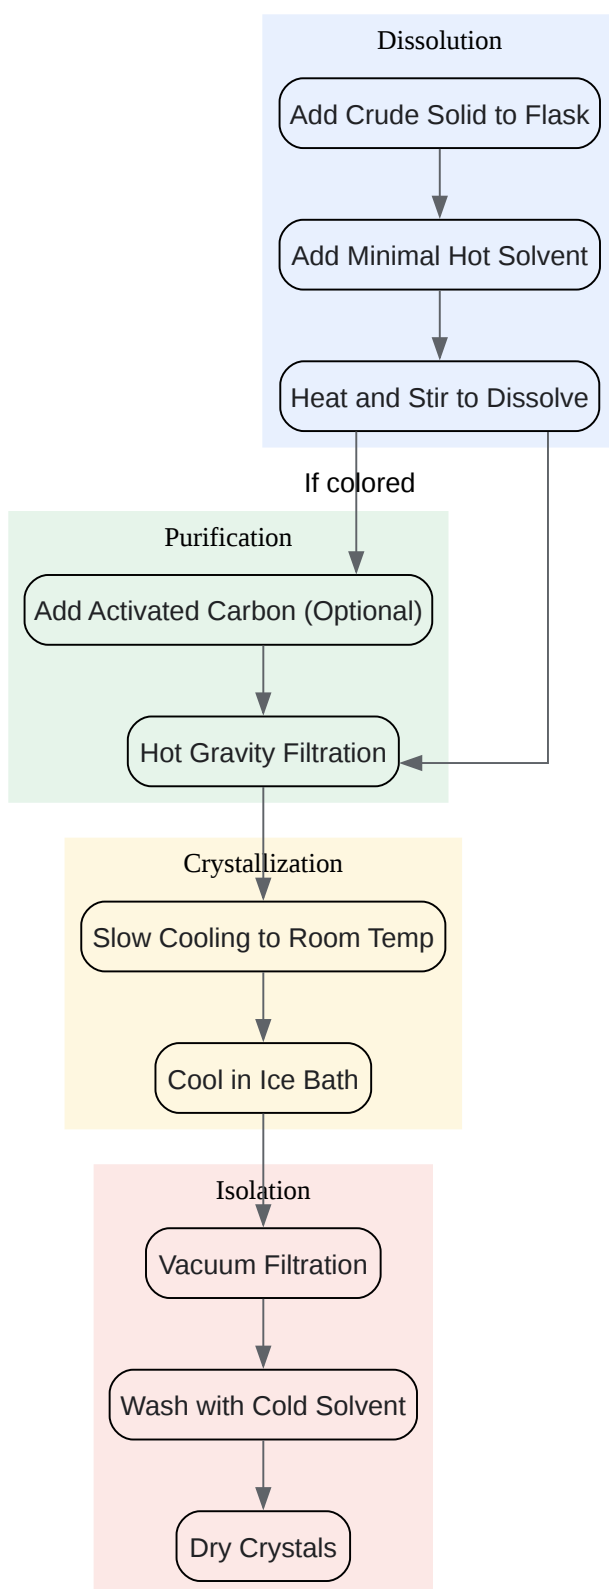 Dissolution
Add Crude Solid to Flask
Add Minimal Hot Solvent
Heat and Stir to Dissolve
If colored
Purification
Add Activated Carbon (Optional)
Hot Gravity Filtration
Crystallization
Slow Cooling to Room Temp
Cool in Ice Bath
Isolation
Vacuum Filtration
Wash with Cold Solvent
Dry Crystals